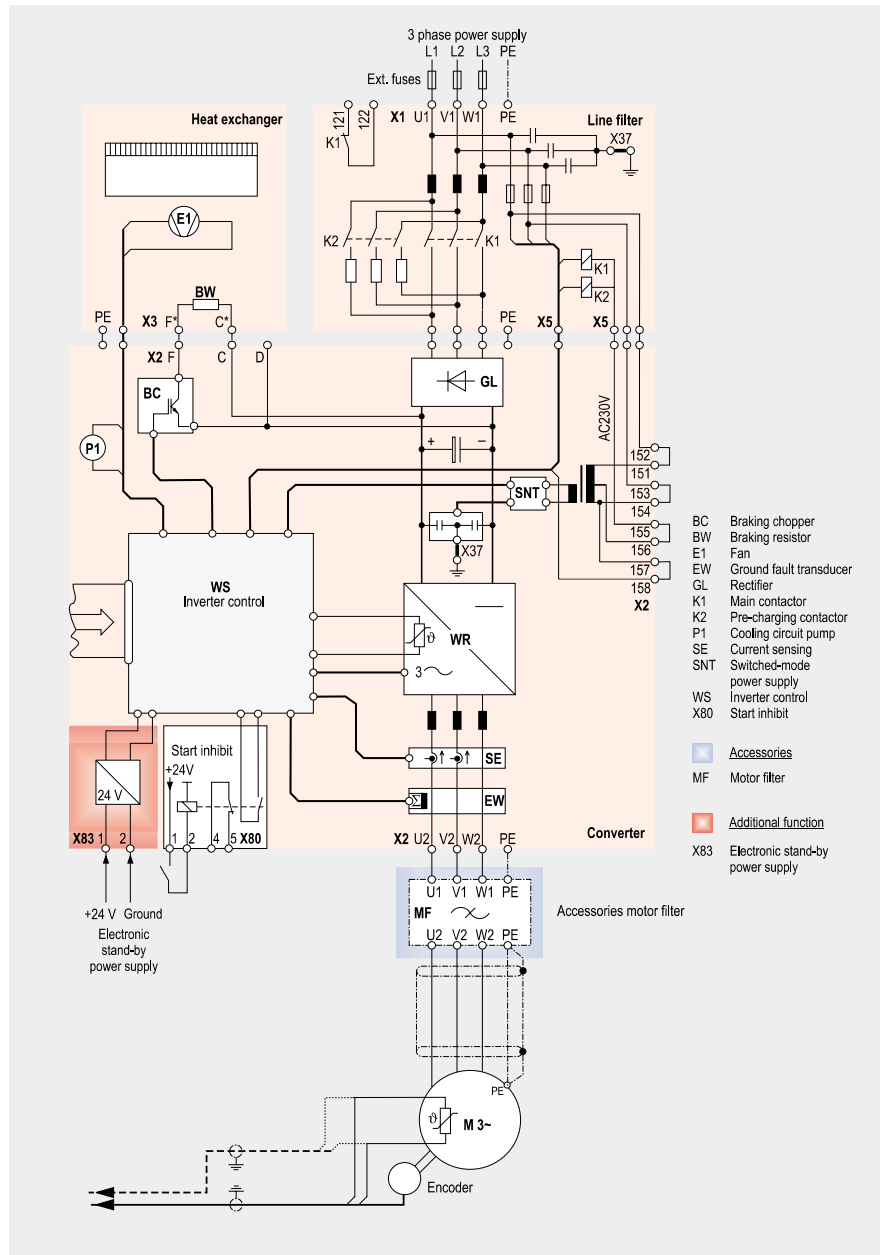 3 phase power supply
L1 L2 L3 PE
Ext. fuses
Heat exchanger
121 122
X1 U1 V1 W1 PE
Line filter
K1
X37
E1
K2 K1
K1
K2
BW
PE X3 F* C*
PE X5 X5
X2 F C D
BC
GL
AC230V
+ −
P1
SNT
152
151
153
154
155
156
157
158
X2
X37
WS
Inverter control
ϑ
WR
3
BC Braking chopper
BW Braking resistor
E1 Fan
EW Ground fault transducer
GL Rectifier
K1 Main contactor
K2 Pre-charging contactor
P1 Cooling circuit pump
SE Current sensing
SNT Switched-mode
power supply
WS Inverter control
X80 Start inhibit
Accessories
MF Motor filter
Additional function
X83 Electronic stand-by
power supply
Start inhibit
+24V
24 V
SE
EW
X83 1 2
1 2 4 5 X80
X2 U2 V2 W2 PE
Converter
U1 V1 W1 PE
MF
U2 V2 W2 PE
Accessories motor filter
+24 V Ground
Electronic
stand-by
power supply
PE
ϑ
M 3~
Encoder